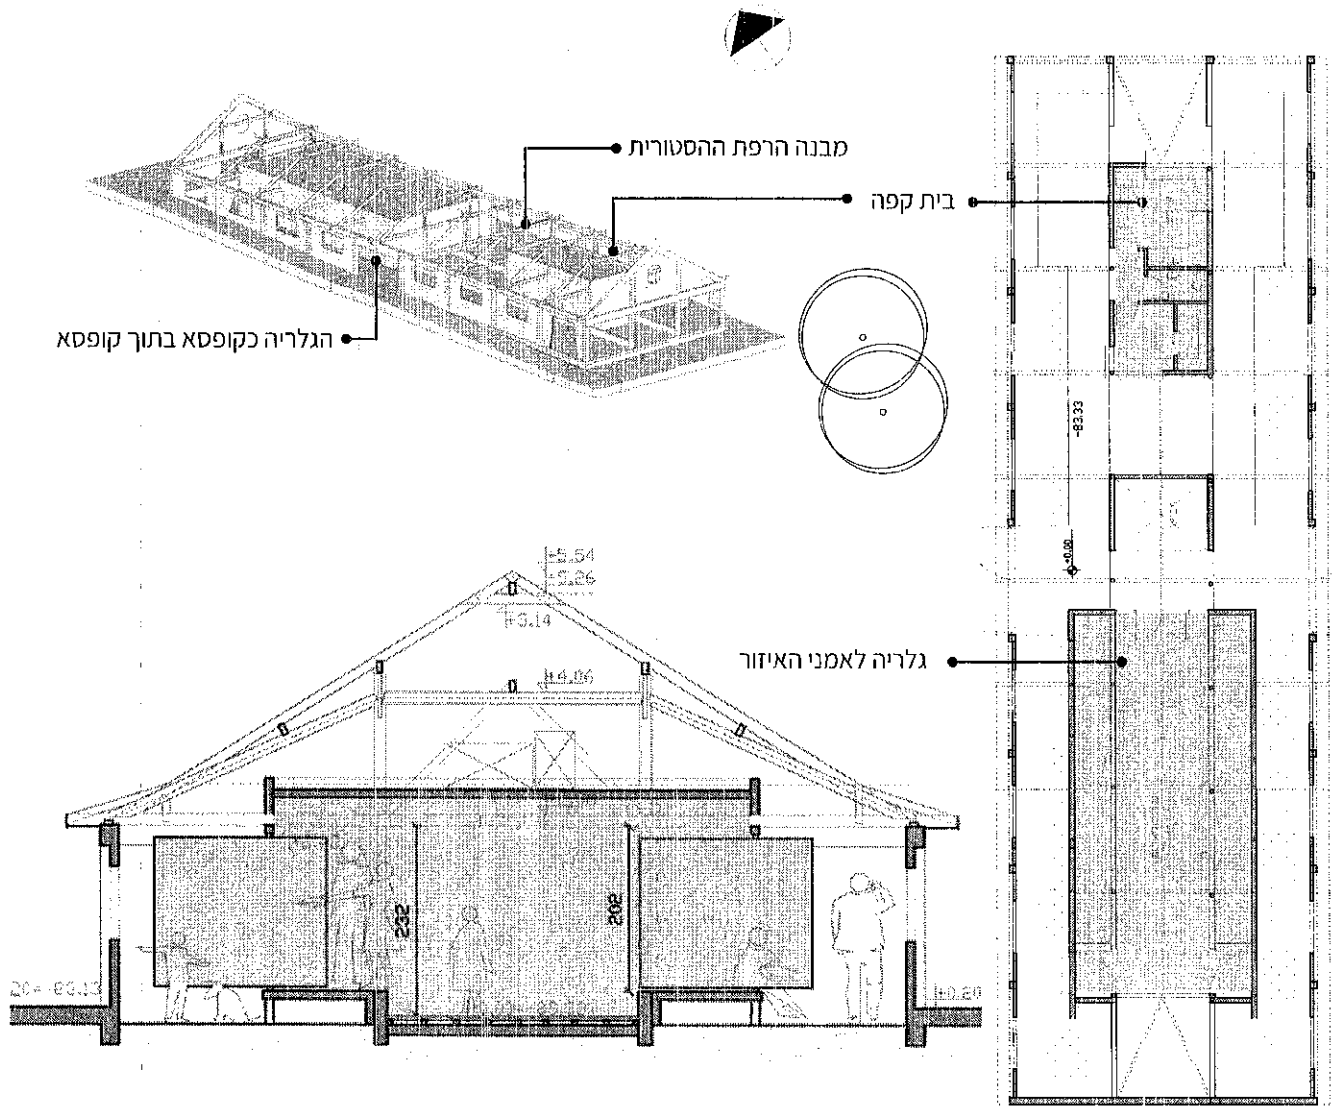 מבנה הרפת ההסטורית
בית קפה
הגלריה כקופסא בתוך קופסא
-83.33
±0.00
+5.54
+5.26
+3.14
גלריה לאמני האיזור
+4.06
232
202